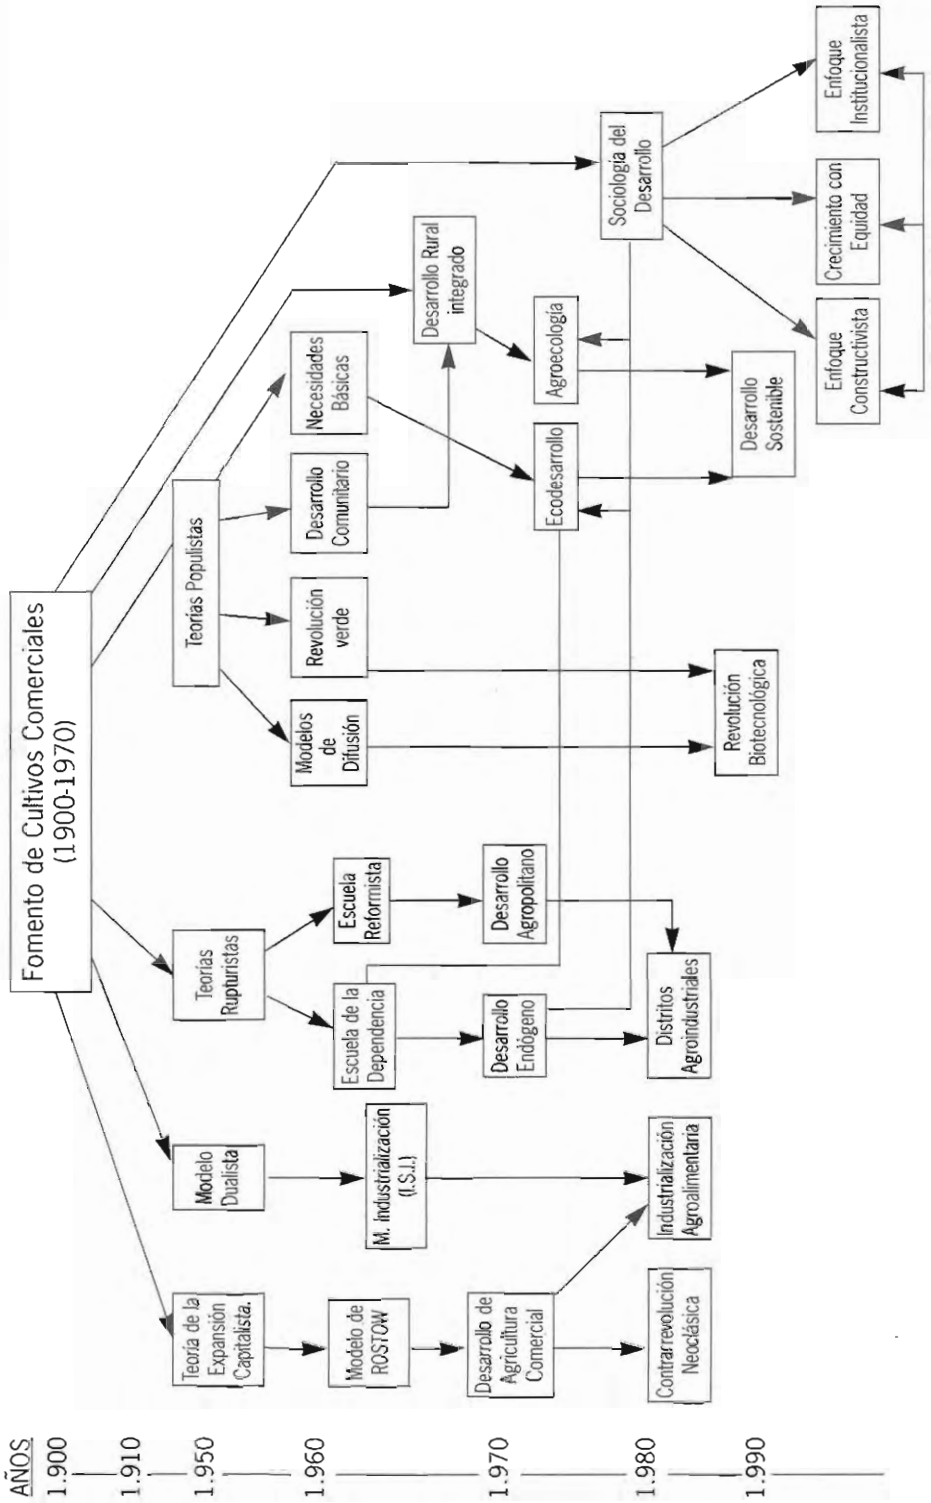 AÑOS
1.900
1.910
1.950
1.960
1.970
1.980
1.990
Fomento de Cultivos Comerciales
(1900-1970)
Teoría de la
Expansión
Capitalista.
Modelo
Dualista
Teorías
Rupturistas
Teorías Populistas
Modelos
de
Difusión
Revolución
verde
Desarrollo
Comunitario
Necesidades
Básicas
Modelo de
ROSTOW
M. Industrialización
(I.S.I.)
Escuela de la
Dependencia
Escuela
Reformista
Desarrollo Rural
integrado
Desarrollo de
Agricultura
Comercial
Desarrollo
Endógeno
Desarrollo
Agropolitano
Ecodesarrollo
Agroecología
Sociología del
Desarrollo
Contrarrevolución
Neoclásica
Industrialización
Agroalimentaria
Distritos
Agroindustriales
Revolución
Biotecnológica
Desarrollo
Sostenible
Enfoque
Constructivista
Crecimiento con
Equidad
Enfoque
Institucionalista